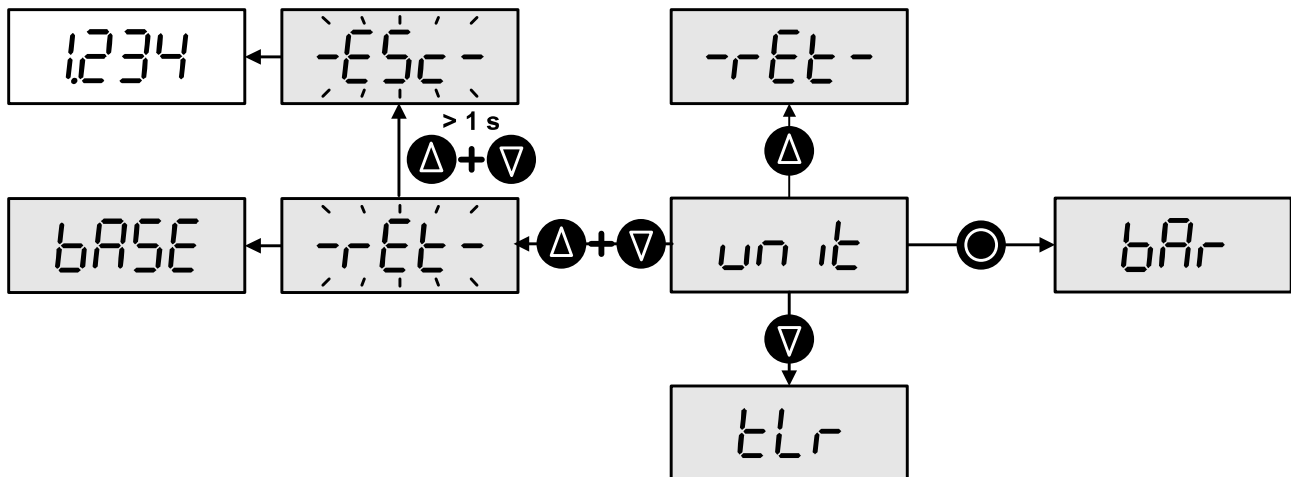 1.234
-ESc-
-rEt-
> 1 s
+
bASE
-rEt-
+
unit
bAr
tLr